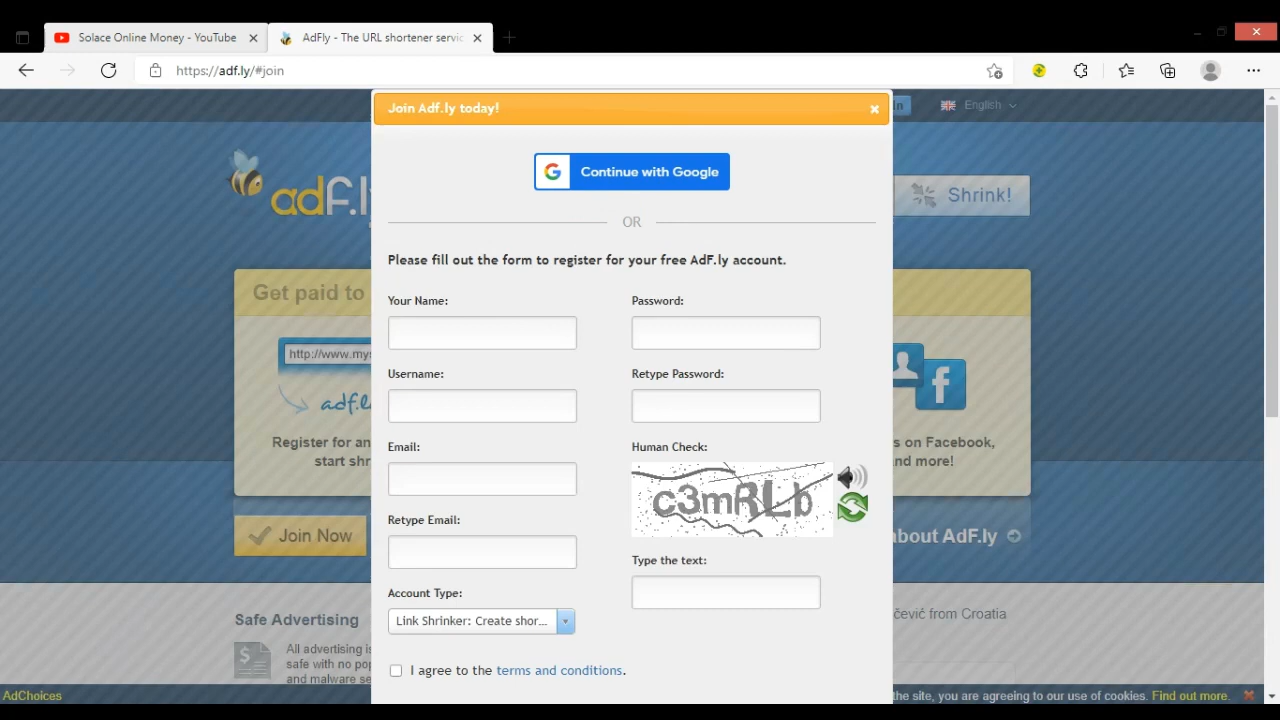 Solace Online Money - YouTube
AdFly - The URL shortener servic
https://adf.ly/#join
Join Adf.ly today!
English
adf.l
G Continue with Google
Shrink!
OR
Please fill out the form to register for your free AdF.ly account.
Get paid to
Your Name:
Password:
http://www.mys
Username:
Retype Password:
adf.l
f
Register for an
start shr
Email:
Human Check:
s on Facebook,
nd more!
c3mRLb
Retype Email:
Join Now
bout AdF.ly
Type the text:
Account Type:
Link Shrinker: Create shor...
Safe Advertising
čević from Croatia
All advertising is
safe with no pop
and malware se
$
I agree to the terms and conditions.
AdChoices
the site, you are agreeing to our use of cookies. Find out more.